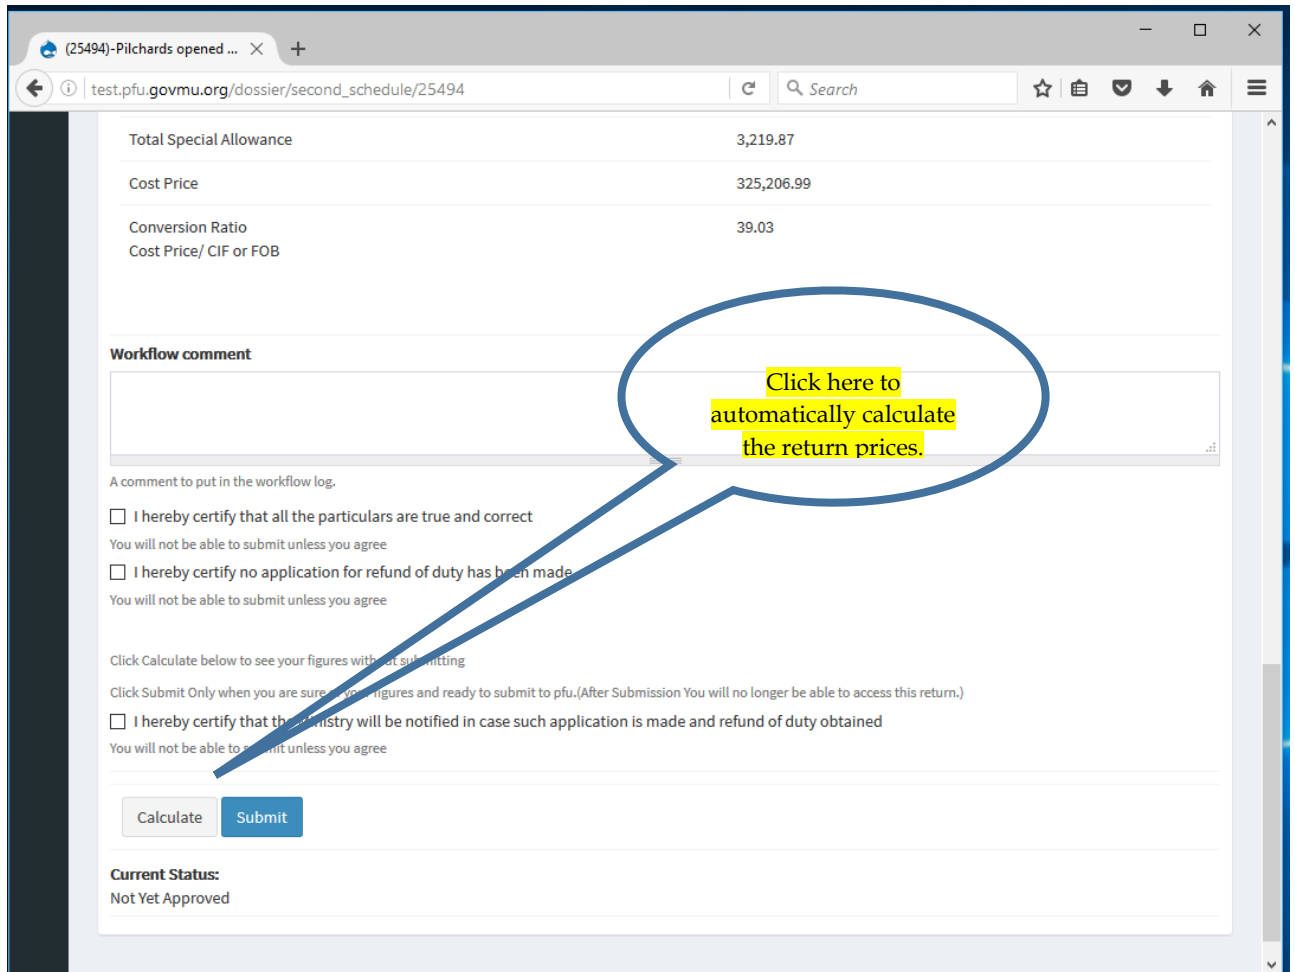 (25494)-Pilchards opened ...
test.pfu.govmu.org/dossier/second_schedule/25494
Search
Total Special Allowance 3,219.87
Cost Price 325,206.99
Conversion Ratio 39.03
Cost Price/ CIF or FOB
Workflow comment
Click here to
automatically calculate
the return prices.
A comment to put in the workflow log.
I hereby certify that all the particulars are true and correct
You will not be able to submit unless you agree
I hereby certify no application for refund of duty has been made
You will not be able to submit unless you agree
Click Calculate below to see your figures without submitting
Click Submit Only when you are sure of your figures and ready to submit to pfu.(After Submission You will no longer be able to access this return.)
I hereby certify that the Ministry will be notified in case such application is made and refund of duty obtained
You will not be able to submit unless you agree
Calculate Submit
Current Status:
Not Yet Approved